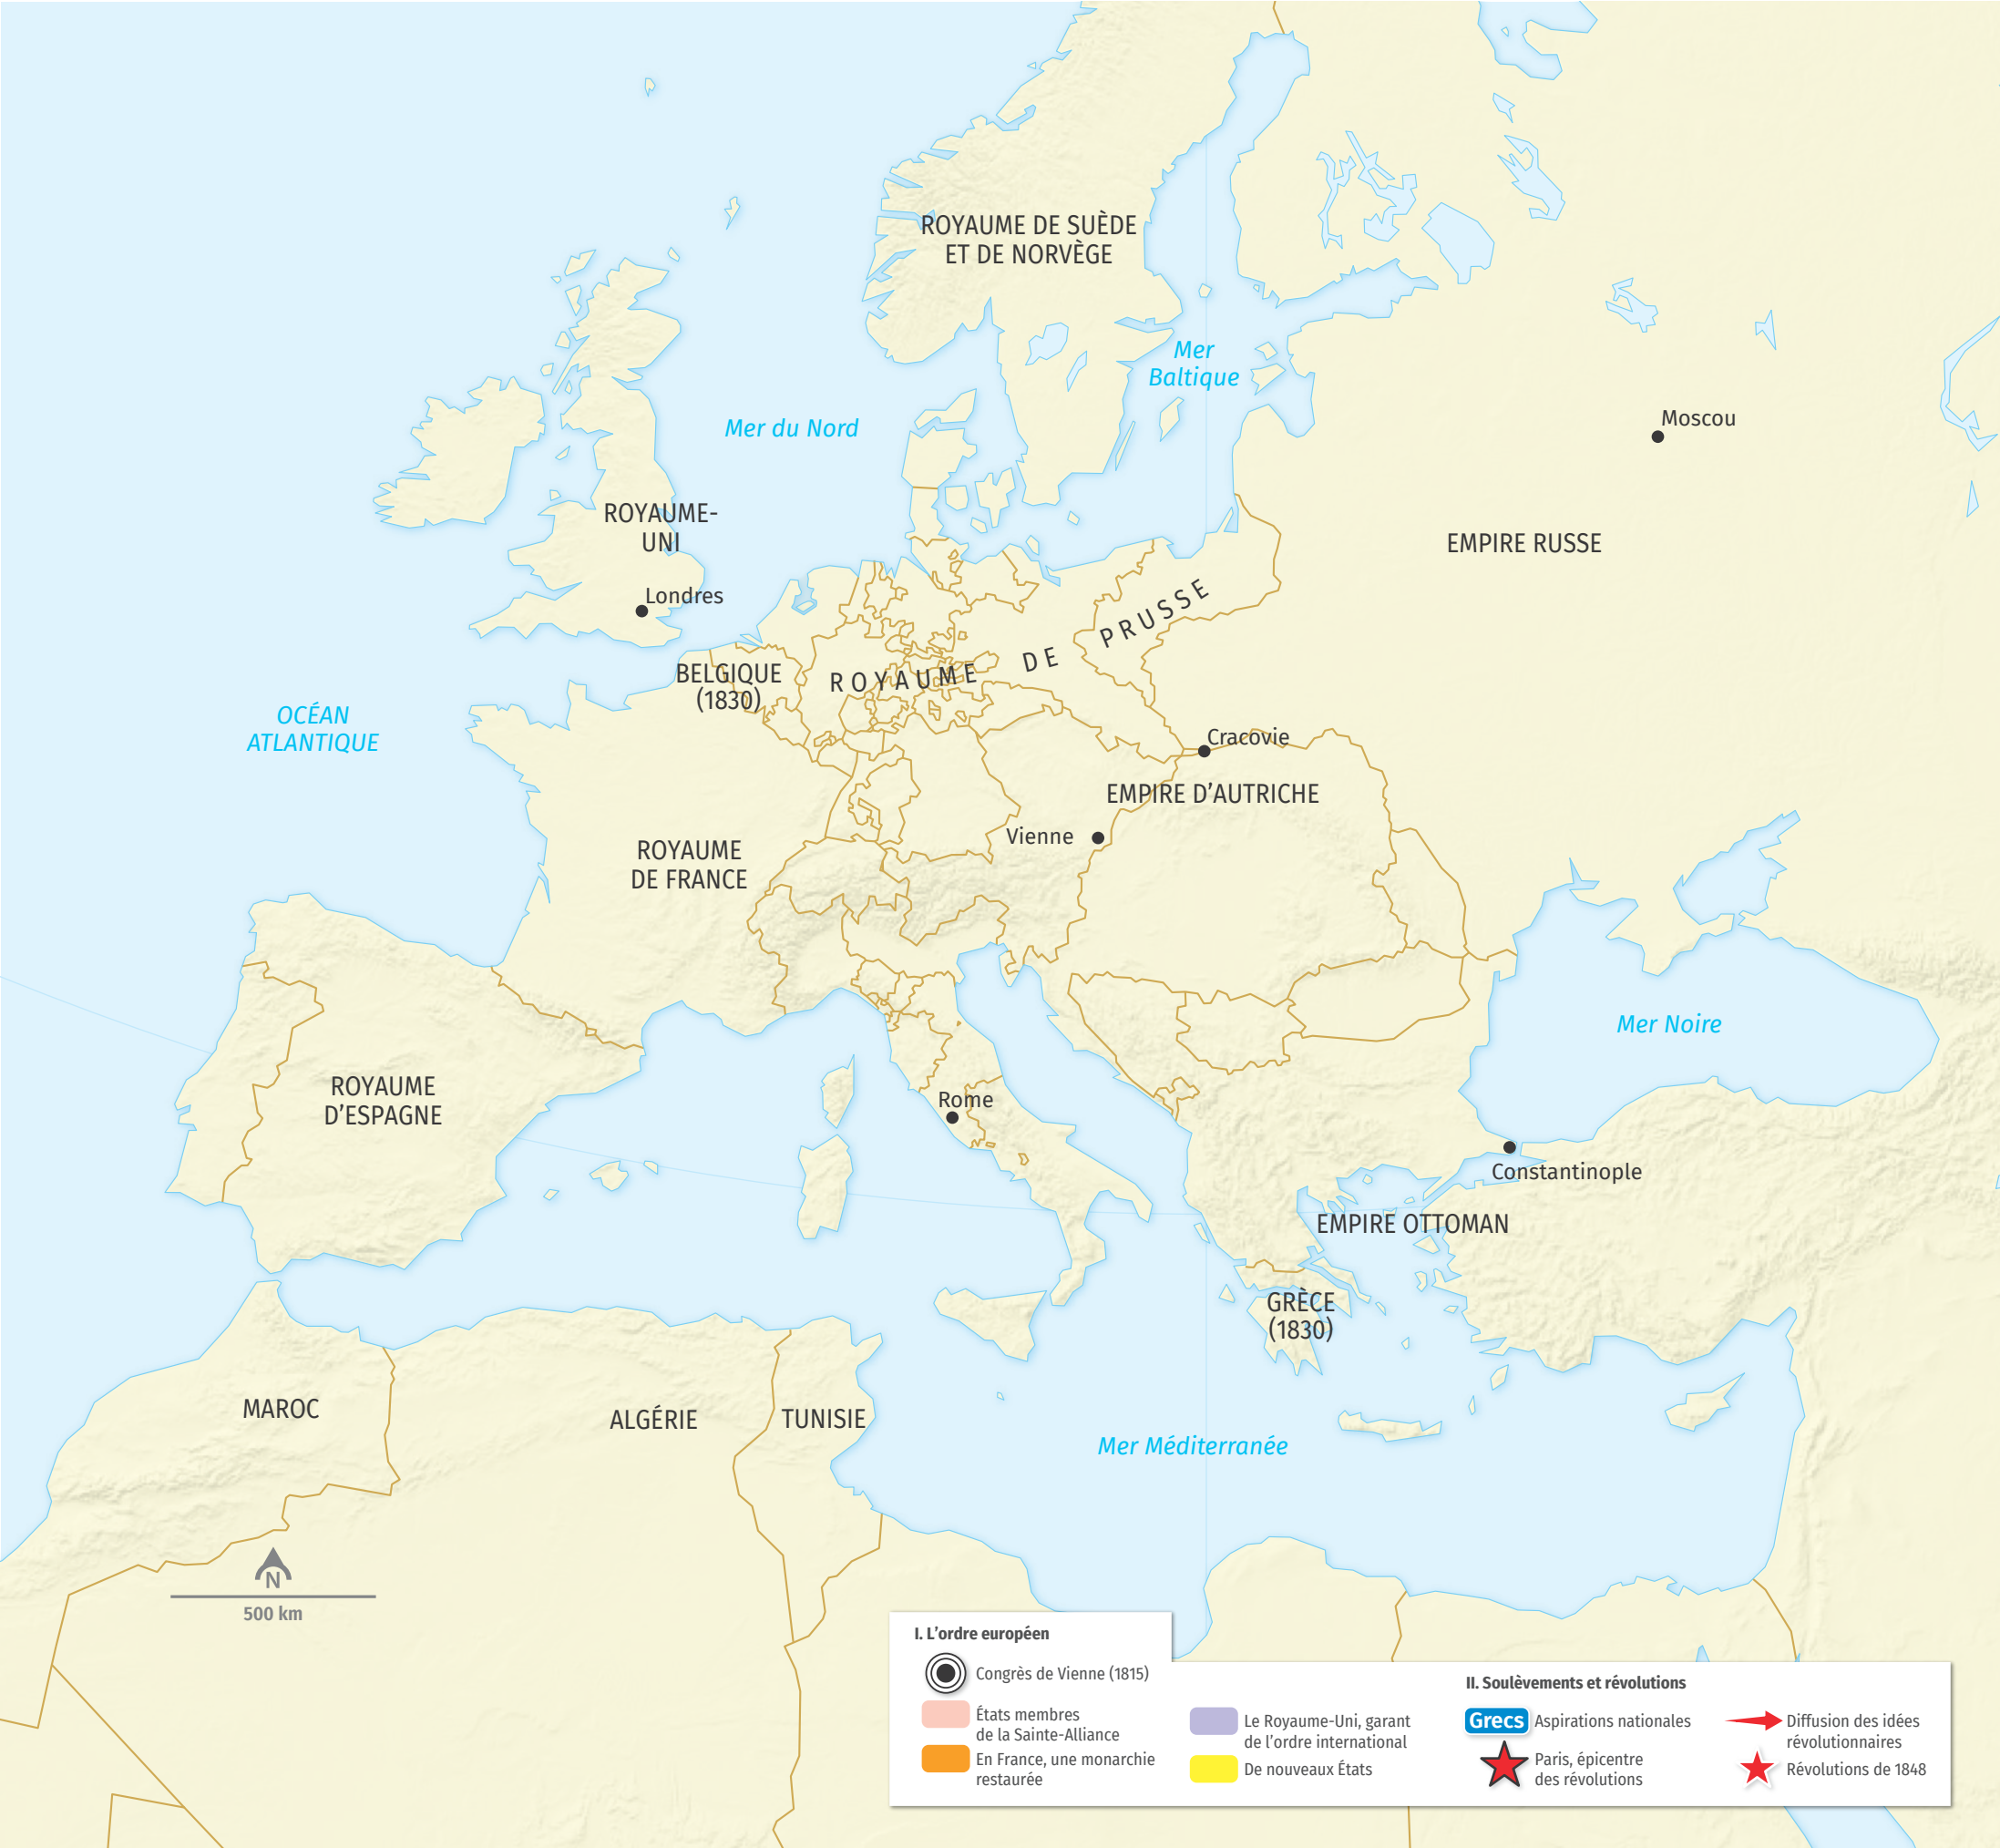 ROYAUME DE SUÈDE
ET DE NORVÈGE
Mer
Baltique
Moscou
Mer du Nord
ROYAUME-
UNI
EMPIRE RUSSE
Londres
ROYAUME DE PRUSSE
BELGIQUE
(1830)
OCÉAN
ATLANTIQUE
Cracovie
EMPIRE D'AUTRICHE
Vienne
ROYAUME
DE FRANCE
Mer Noire
ROYAUME
D'ESPAGNE
Rome
Constantinople
EMPIRE OTTOMAN
GRÈCE
(1830)
MAROC
ALGÉRIE
TUNISIE
Mer Méditerranée
N
500 km
I. L'ordre européen
Congrès de Vienne (1815)
États membres
de la Sainte-Alliance
En France, une monarchie
restaurée
Le Royaume-Uni, garant
de l'ordre international
De nouveaux États
II. Soulèvements et révolutions
Grecs Aspirations nationales
Paris, épicentre
des révolutions
Diffusion des idées
révolutionnaires
Révolutions de 1848